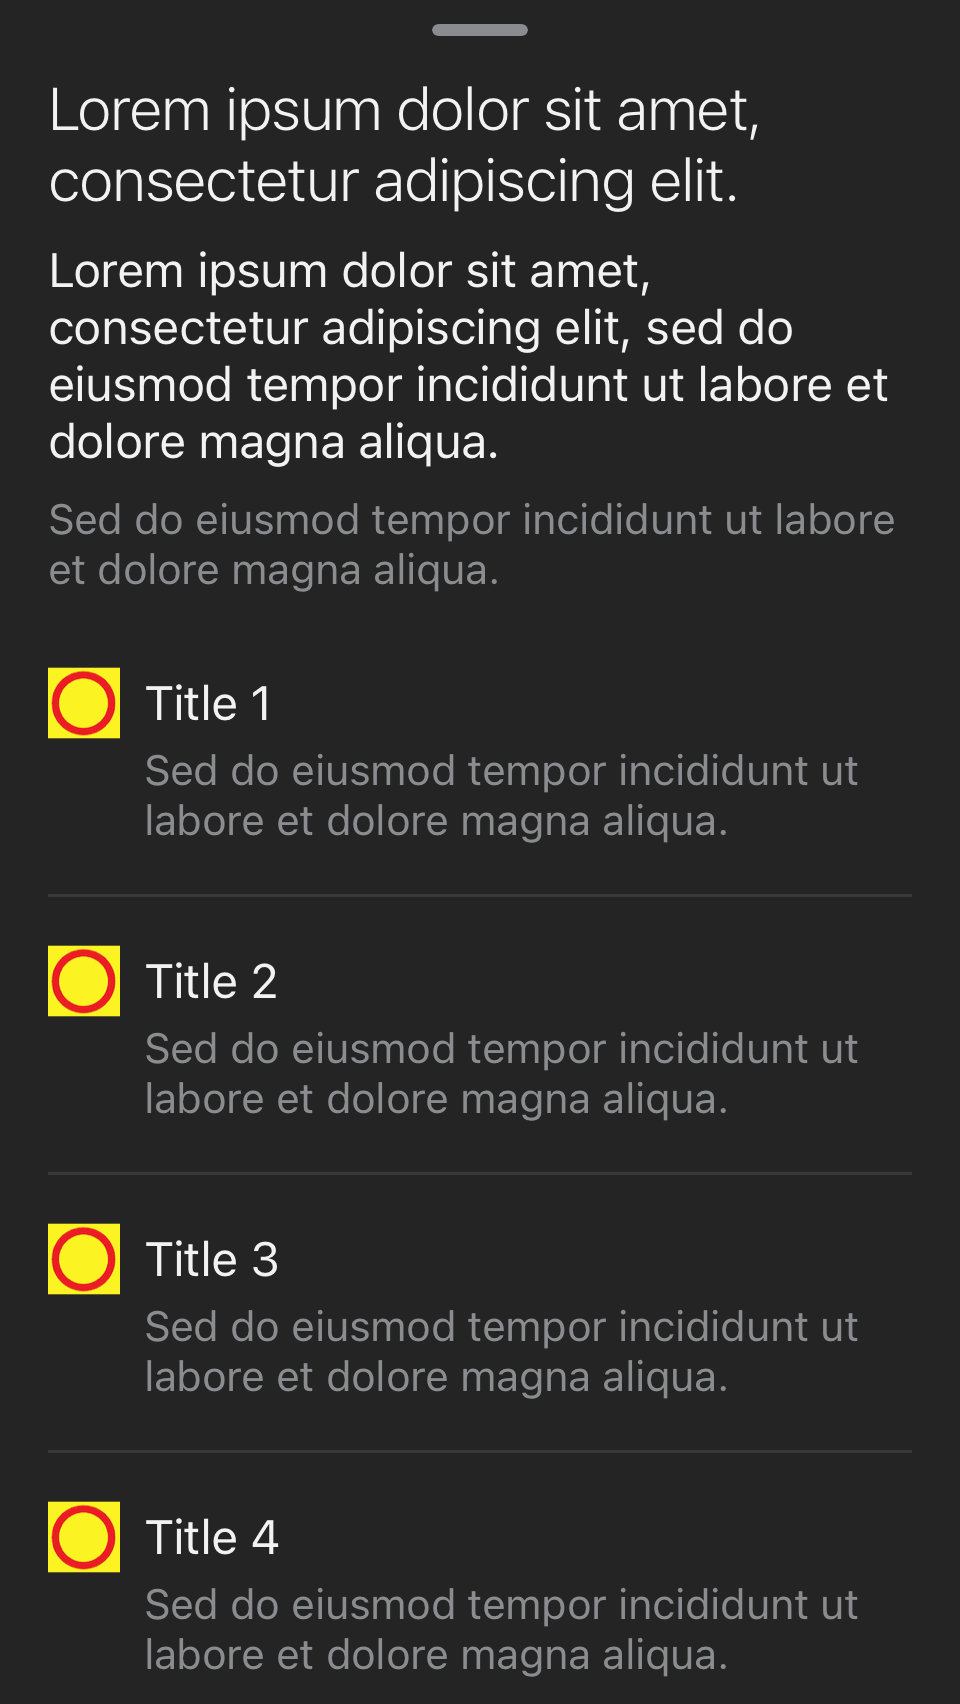 Lorem ipsum dolor sit amet,
consectetur adipiscing elit.
Lorem ipsum dolor sit amet,
consectetur adipiscing elit, sed do
eiusmod tempor incididunt ut labore et
dolore magna aliqua.
Sed do eiusmod tempor incididunt ut labore
et dolore magna aliqua.
Title 1
Sed do eiusmod tempor incididunt ut
labore et dolore magna aliqua.
Title 2
Sed do eiusmod tempor incididunt ut
labore et dolore magna aliqua.
Title 3
Sed do eiusmod tempor incididunt ut
labore et dolore magna aliqua.
Title 4
Sed do eiusmod tempor incididunt ut
labore et dolore magna aliqua.